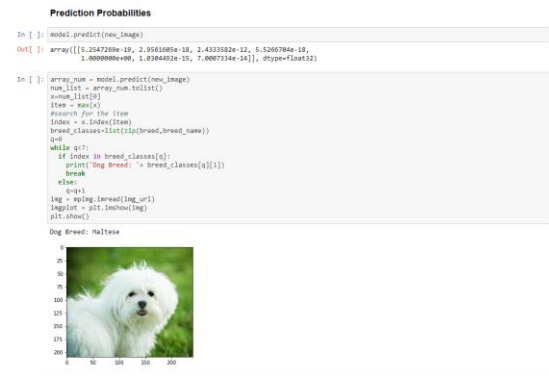 Prediction Probabilities
In [ ]: model.predict(new_image)
Out[ ]: array([[5.2547269e-19, 2.9561605e-18, 2.4333582e-12, 5.5266704e-18,
1.0000000e+00, 1.0304492e-15, 7.0007334e-14]], dtype=float32)
In [ ]: array_num = model.predict(new_image)
num_list = array_num.tolist()
x=num_list[0]
item = max(x)
#search for the item
index = x.index(item)
breed_classes=list(zip(breed,breed_name))
q=0
while q<7:
if index in breed_classes[q]:
print('Dog Breed: '+ breed_classes[q][1])
break
else:
q=q+1
img = mpimg.imread(img_url)
imgplot = plt.imshow(img)
plt.show()
Dog Breed: Maltese
0
25
50
75
100
125
150
175
200
0 50 100 150 200